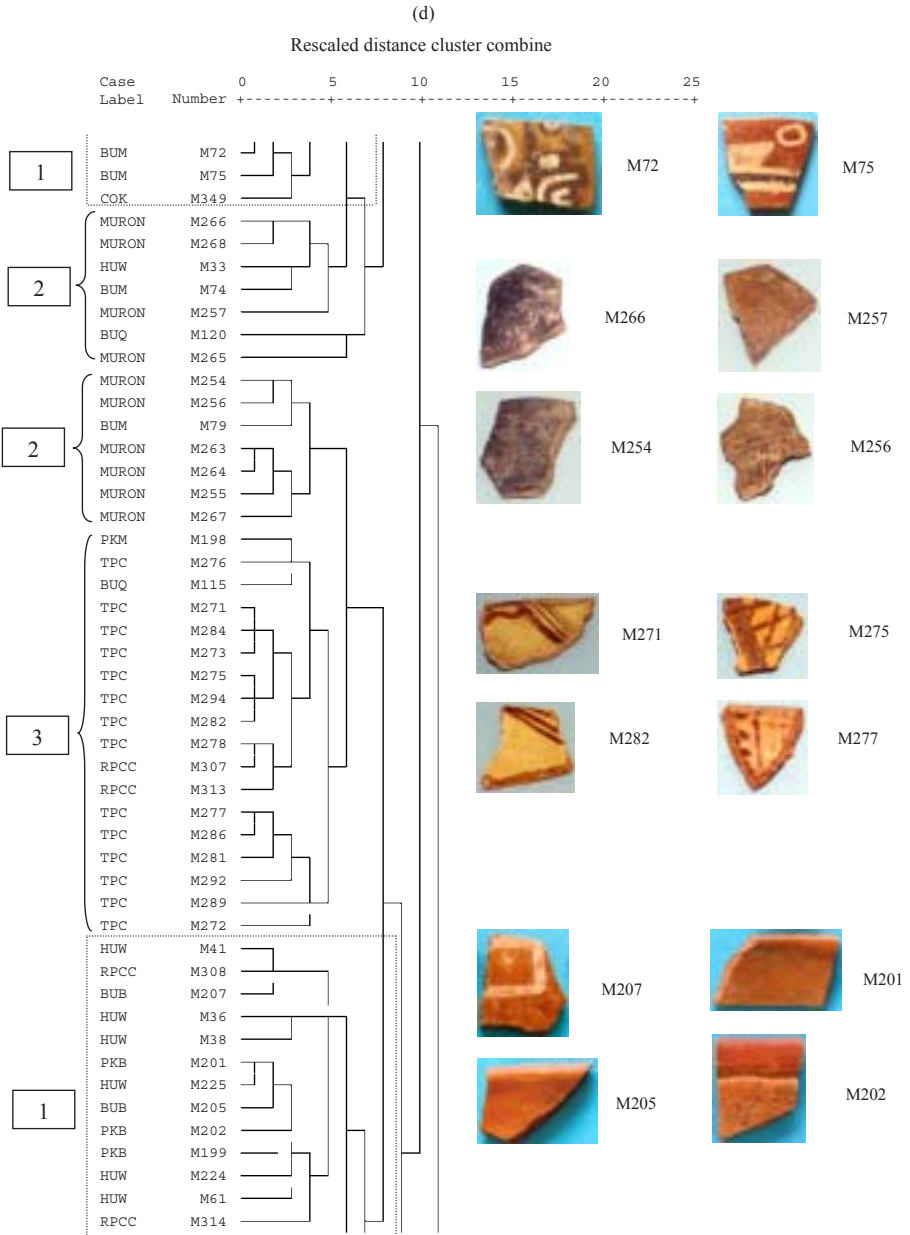 (d)
Rescaled distance cluster combine
Case 0 5 10 15 20 25
Label Number
1
BUM M72
BUM M75
COK M349
2
MURON M266
MURON M268
HUW M33
BUM M74
MURON M257
BUQ M120
MURON M265
2
MURON M254
MURON M256
BUM M79
MURON M263
MURON M264
MURON M255
MURON M267
3
PKM M198
TPC M276
BUQ M115
TPC M271
TPC M284
TPC M273
TPC M275
TPC M294
TPC M282
TPC M278
RPCC M307
RPCC M313
TPC M277
TPC M286
TPC M281
TPC M292
TPC M289
TPC M272
1
HUW M41
RPCC M308
BUB M207
HUW M36
HUW M38
PKB M201
HUW M225
BUB M205
PKB M202
PKB M199
HUW M224
HUW M61
RPCC M314
M72 M75
M266 M257
M254 M256
M271 M275
M282 M277
M207 M201
M205 M202